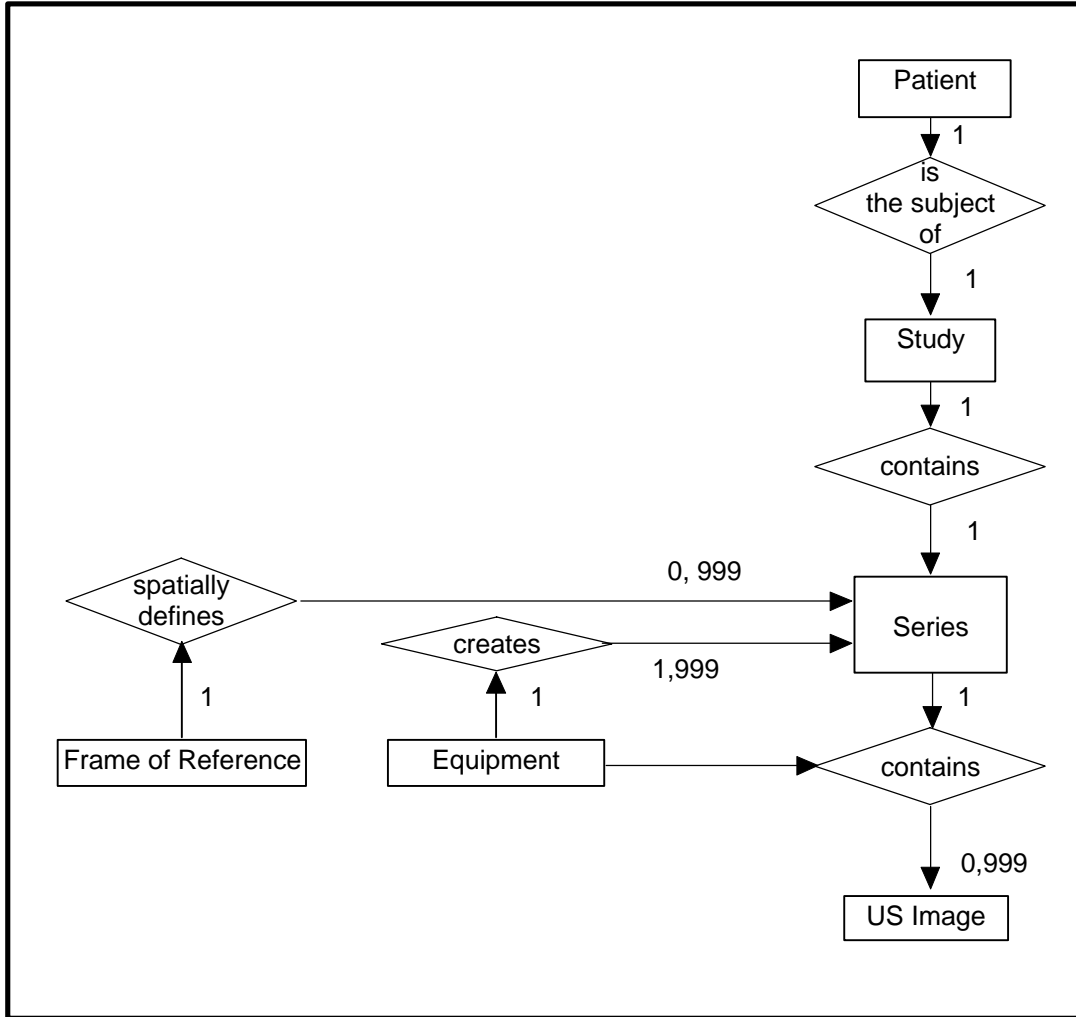 Patient
1
is
the subject
of
1
Study
1
contains
1
spatially
defines
0, 999
Series
creates
1,999
1
1
1
Frame of Reference
Equipment
contains
0,999
US Image